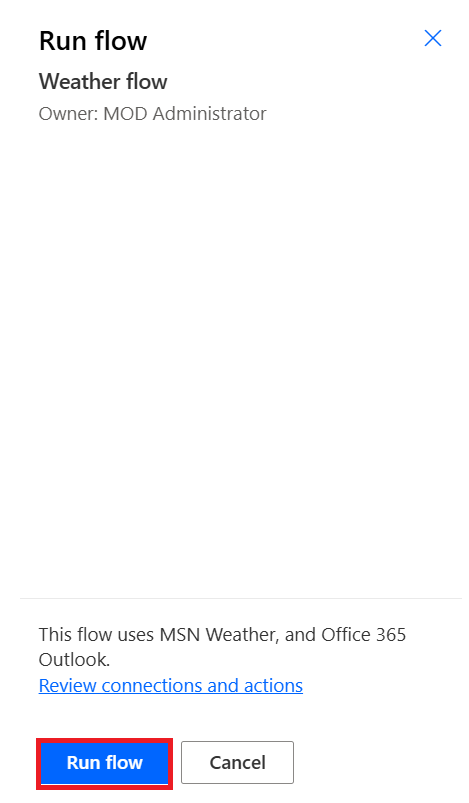 Run flow
Weather flow
Owner: MOD Administrator
This flow uses MSN Weather, and Office 365
Outlook.
Review connections and actions
Run flow
Cancel